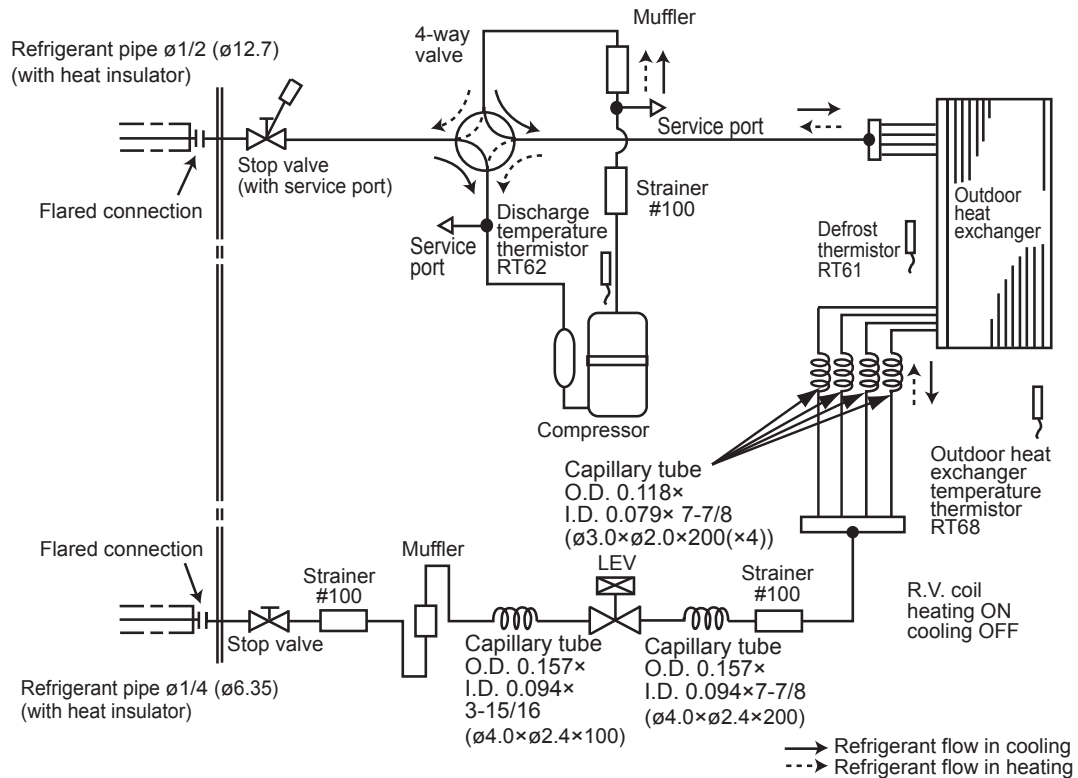 Refrigerant pipe ø1/2 (ø12.7)
(with heat insulator)
4-way
valve
Muffler
Service port
Stop valve
(with service port)
Flared connection
Strainer
#100
Outdoor
heat
exchanger
Service
port
Discharge
temperature
thermistor
RT62
Defrost
thermistor
RT61
Compressor
Capillary tube
O.D. 0.118×
I.D. 0.079× 7-7/8
(ø3.0×ø2.0×200(×4))
Outdoor heat
exchanger
temperature
thermistor
RT68
Flared connection
Muffler
LEV
Strainer
#100
Strainer
#100
R.V. coil
heating ON
cooling OFF
Stop valve
Capillary tube
O.D. 0.157×
I.D. 0.094×
3-15/16
(ø4.0×ø2.4×100)
Capillary tube
O.D. 0.157×
I.D. 0.094×7-7/8
(ø4.0×ø2.4×200)
Refrigerant pipe ø1/4 (ø6.35)
(with heat insulator)
Refrigerant flow in cooling
Refrigerant flow in heating